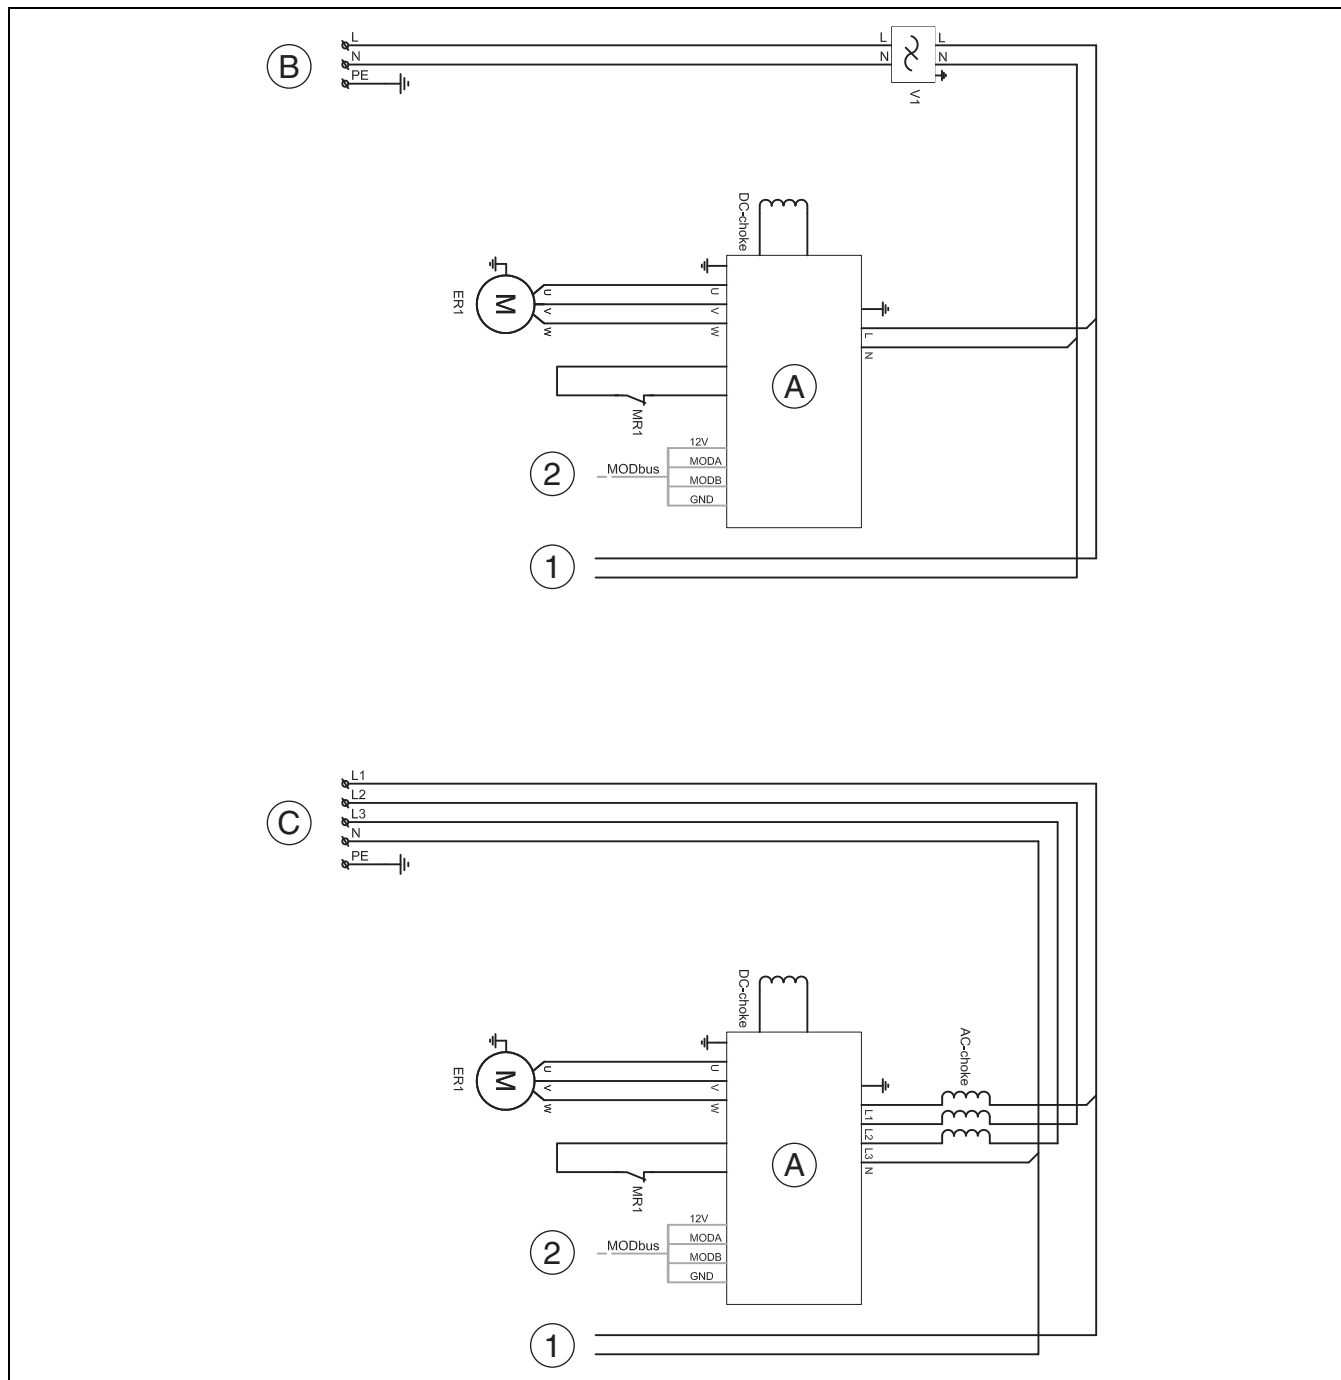 B
L
N
PE
L
N
L
N
V1
DC-choke
ER1
M
U
V
W
U
V
W
L
N
A
MR1
2
MODbus
12V
MODA
MODB
GND
1
C
L1
L2
L3
N
PE
DC-choke
AC-choke
ER1
M
U
V
W
U
V
W
L1
L2
L3
N
A
MR1
2
MODbus
12V
MODA
MODB
GND
1